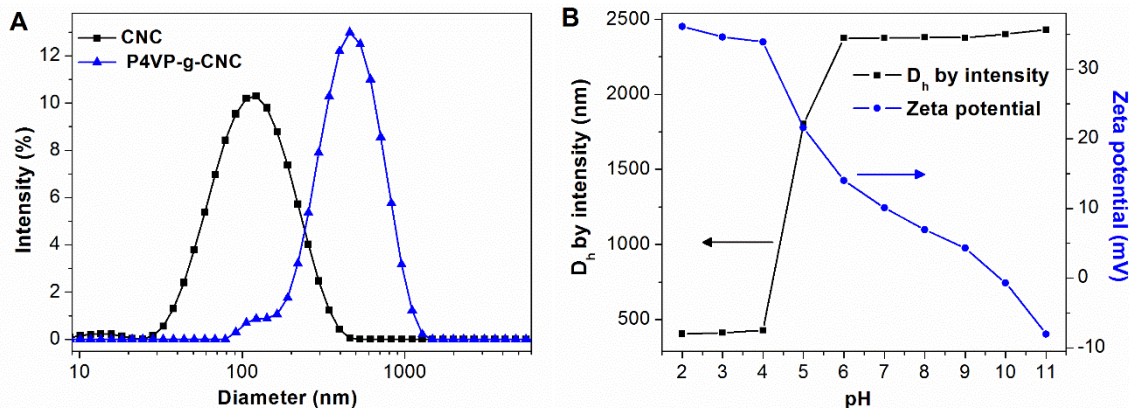 A
CNC
P4VP-g-CNC
Intensity (%)
12
10
8
6
4
2
0
10
100
1000
Diameter (nm)
B
D_h by intensity
Zeta potential
D_h by intensity (nm)
2500
2000
1500
1000
500
Zeta potential (mV)
30
20
10
0
-10
2 3 4 5 6 7 8 9 10 11
pH